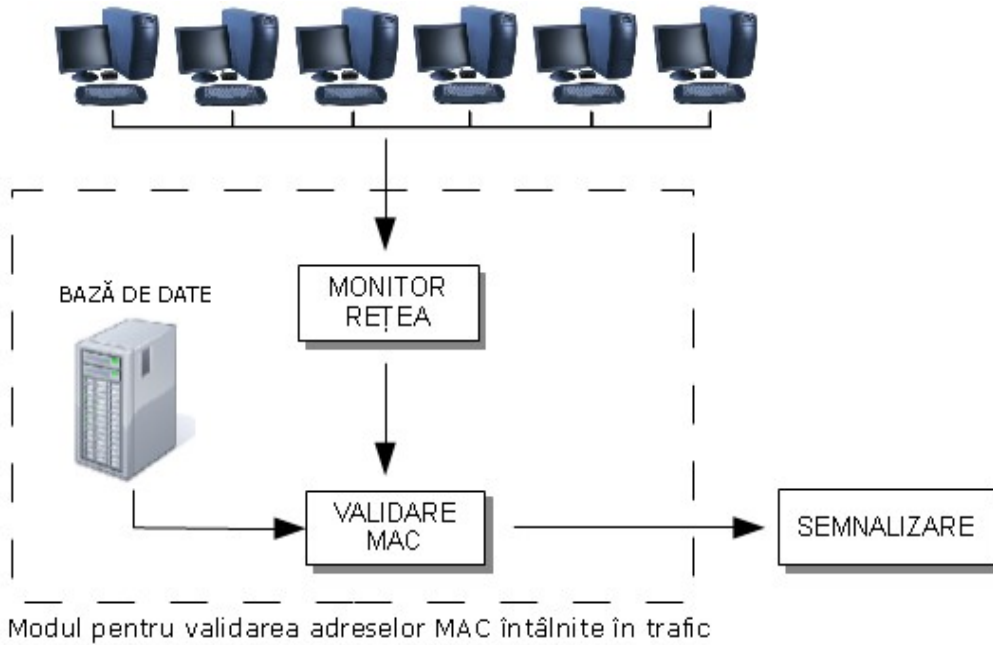 BAZĂ DE DATE
MONITOR
REȚEA
VALIDARE
MAC
SEMNALIZARE
Modul pentru validarea adreselor MAC întâlnite în trafic